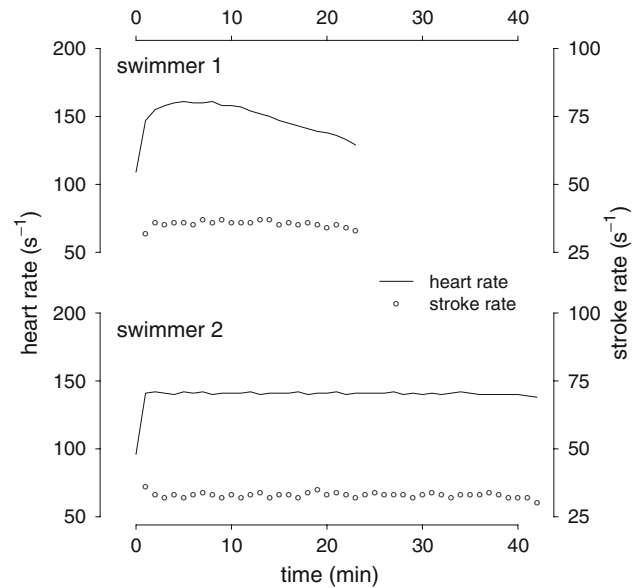 0 10 20 30 40
200 100
swimmer 1
150 75
100 50
50 25
heart rate
stroke rate
200 100
swimmer 2
150 75
100 50
50 25
0 10 20 30 40
time (min)
heart rate (s⁻¹)
stroke rate (s⁻¹)